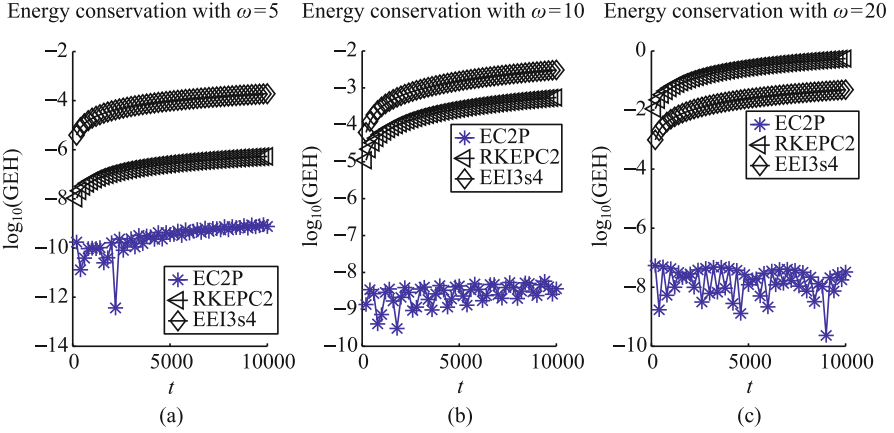 Energy conservation with ω=5
log₁₀(GEH)
−2
−4
−6
−8
−10
−12
−14
0
5000
10000
t
EC2P
RKEPC2
EEI3s4
(a)
Energy conservation with ω=10
log₁₀(GEH)
−2
−3
−4
−5
−6
−7
−8
−9
−10
0
5000
10000
t
EC2P
RKEPC2
EEI3s4
(b)
Energy conservation with ω=20
log₁₀(GEH)
0
−2
−4
−6
−8
−10
0
5000
10000
t
EC2P
RKEPC2
EEI3s4
(c)